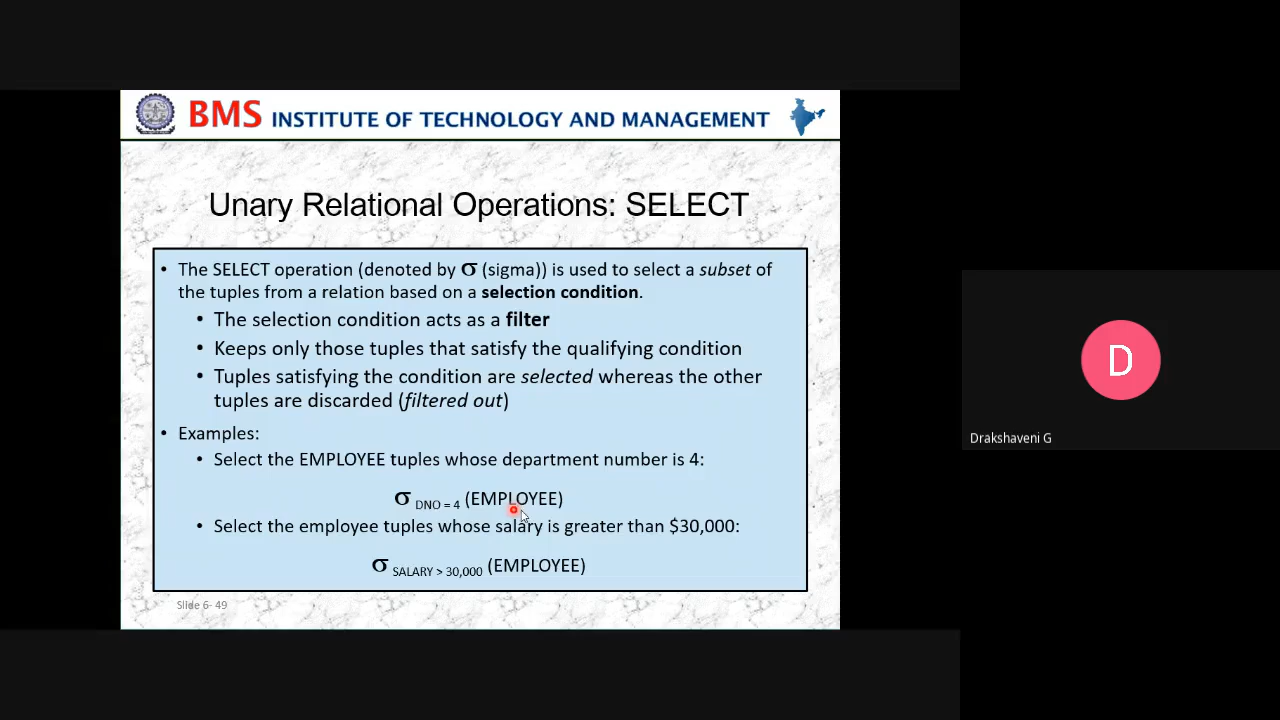 BMS INSTITUTE OF TECHNOLOGY AND MANAGEMENT
Unary Relational Operations: SELECT
• The SELECT operation (denoted by σ (sigma)) is used to select a subset of
the tuples from a relation based on a selection condition.
• The selection condition acts as a filter
• Keeps only those tuples that satisfy the qualifying condition
• Tuples satisfying the condition are selected whereas the other
tuples are discarded (filtered out)
• Examples:
• Select the EMPLOYEE tuples whose department number is 4:
σ DNO = 4 (EMPLOYEE)
• Select the employee tuples whose salary is greater than $30,000:
σ SALARY > 30,000 (EMPLOYEE)
Slide 6- 49
D
Drakshaveni G